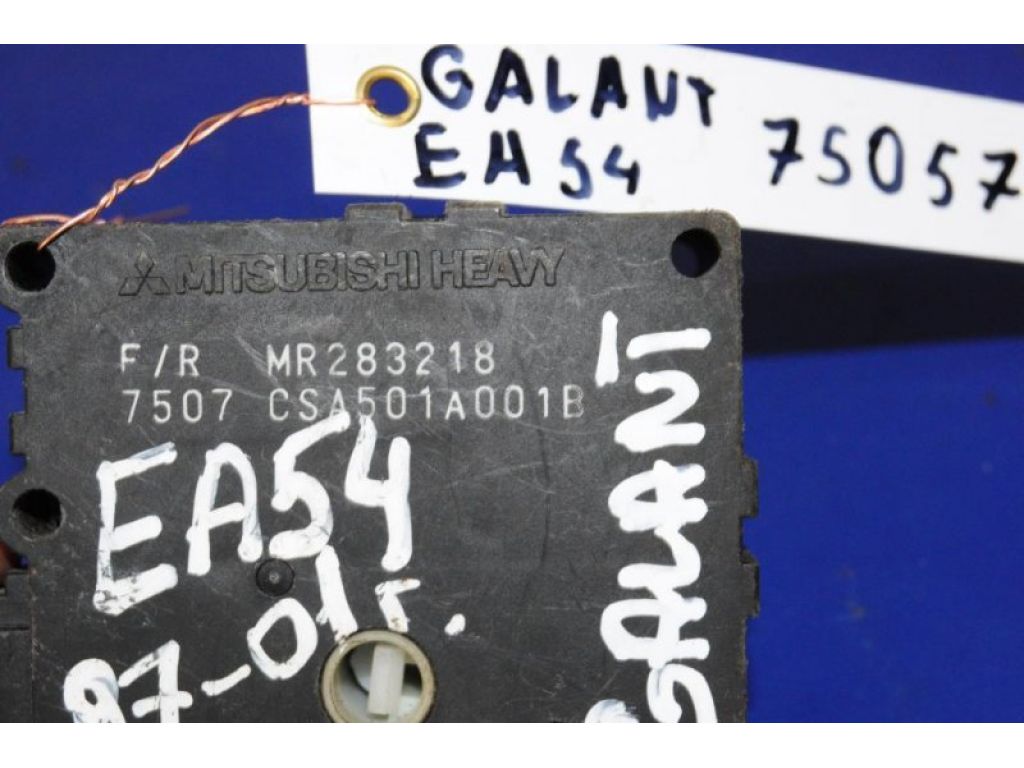 GALANT
EA54 75057
MITSUBISHI HEAVY
F/R MR283218
7507 CSA501A001B
EA54
97-01г.
GALANT